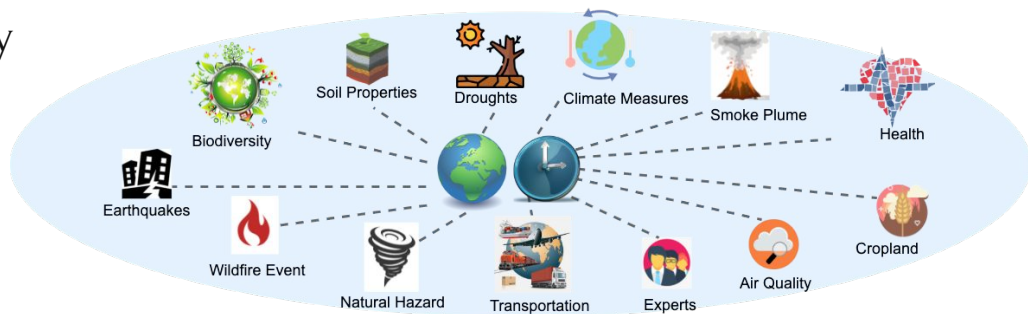 y
Soil Properties
Droughts
Climate Measures
Smoke Plume
Health
Biodiversity
Earthquakes
Wildfire Event
Natural Hazard
Transportation
Experts
Air Quality
Cropland